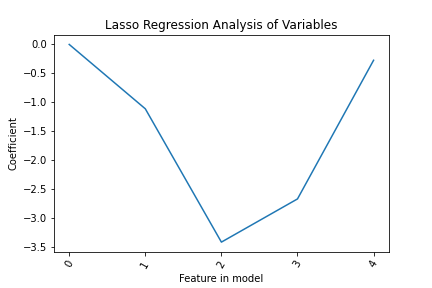 Lasso Regression Analysis of Variables
0.0
−0.5
−1.0
−1.5
−2.0
−2.5
−3.0
−3.5
Coefficient
0 1 2 3 4
Feature in model